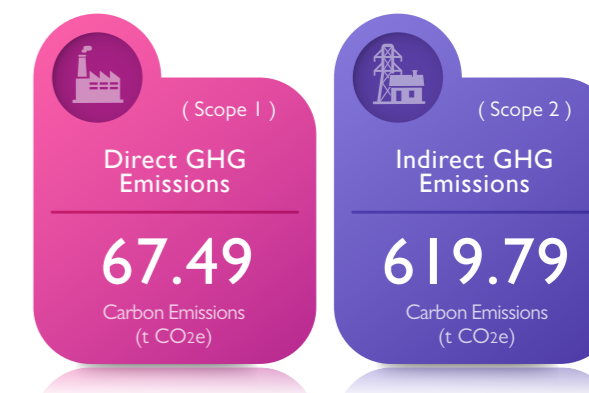 ( Scope 1 )
Direct GHG
Emissions
67.49
Carbon Emissions
(t CO2e)
( Scope 2 )
Indirect GHG
Emissions
619.79
Carbon Emissions
(t CO2e)